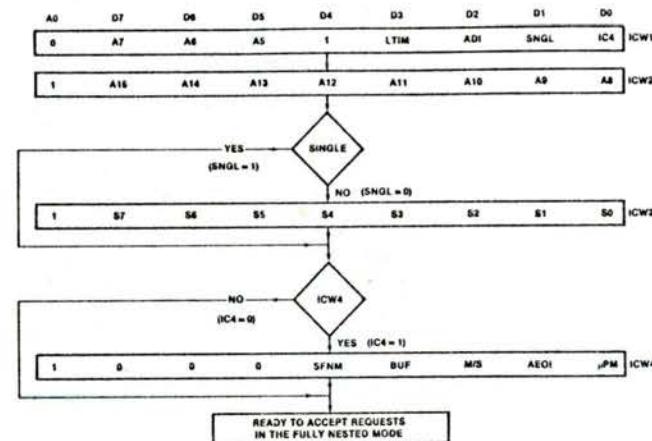 A0 D7 D6 D5 D4 D3 D2 D1 D0
0 A7 A6 A5 1 LTIM ADI SNGL IC4 ICW1
1 A15 A14 A13 A12 A11 A10 A9 A8 ICW2
SINGLE
YES
(SNGL = 1)
NO (SNGL = 0)
1 S7 S6 S5 S4 S3 S2 S1 S0 ICW3
ICW4
NO
(IC4 = 0)
YES (IC4 = 1)
1 0 0 0 SFNM BUF M/S AEOI μPM ICW4
READY TO ACCEPT REQUESTS
IN THE FULLY NESTED MODE